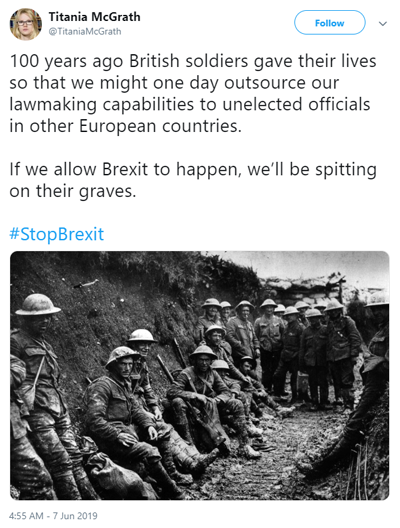 Titania McGrath
@TitaniaMcGrath
Follow
100 years ago British soldiers gave their lives
so that we might one day outsource our
lawmaking capabilities to unelected officials
in other European countries.
If we allow Brexit to happen, we'll be spitting
on their graves.
#StopBrexit
4:55 AM - 7 Jun 2019